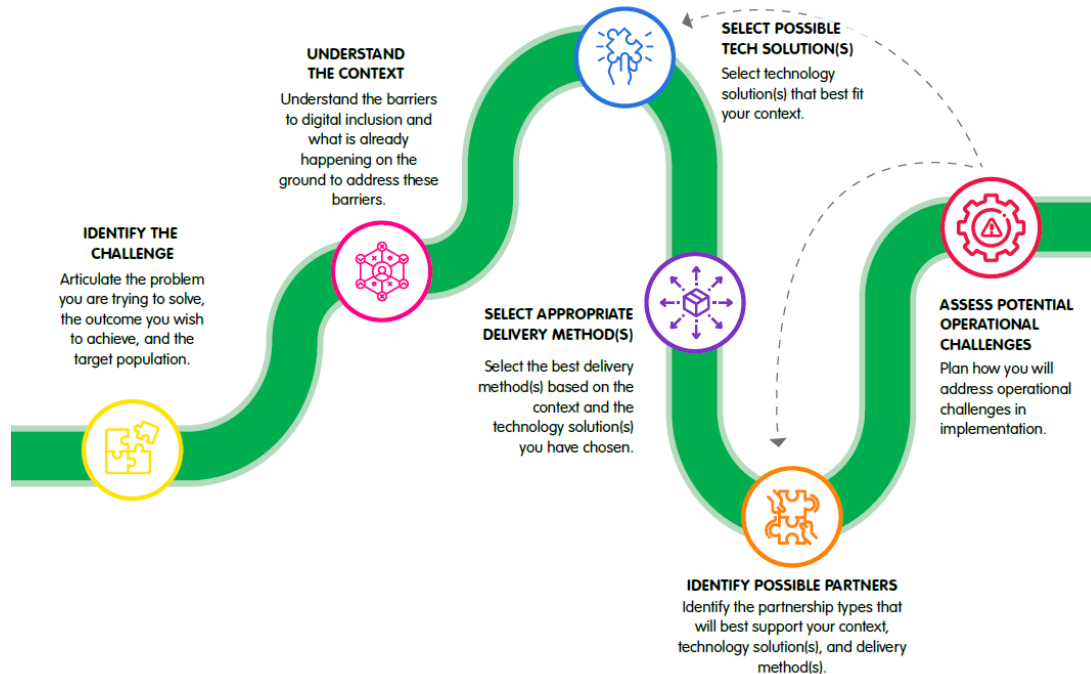 IDENTIFY THE
CHALLENGE
Articulate the problem
you are trying to solve,
the outcome you wish
to achieve, and the
target population.
UNDERSTAND
THE CONTEXT
Understand the barriers
to digital inclusion and
what is already
happening on the
ground to address these
barriers.
SELECT POSSIBLE
TECH SOLUTION(S)
Select technology
solution(s) that best fit
your context.
SELECT APPROPRIATE
DELIVERY METHOD(S)
Select the best delivery
method(s) based on the
context and the
technology solution(s)
you have chosen.
IDENTIFY POSSIBLE PARTNERS
Identify the partnership types that
will best support your context,
technology solution(s), and delivery
method(s).
ASSESS POTENTIAL
OPERATIONAL
CHALLENGES
Plan how you will
address operational
challenges in
implementation.